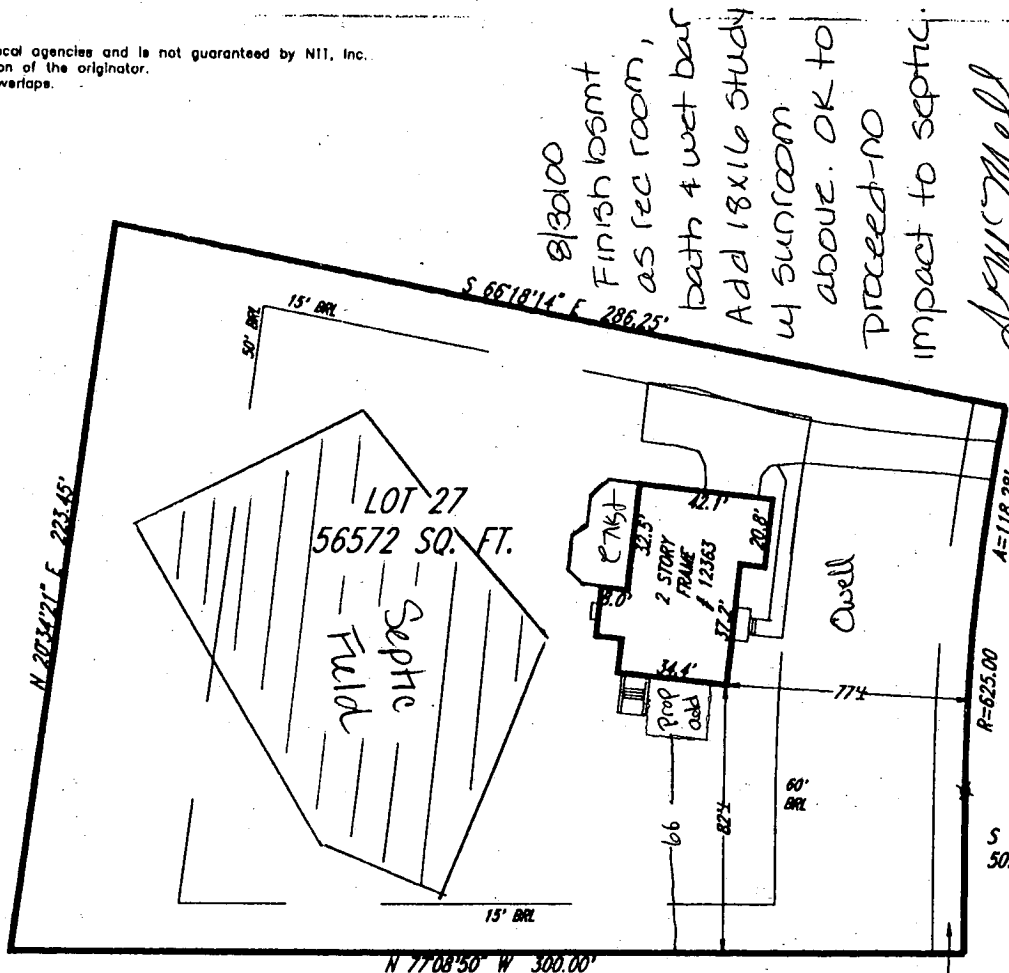 ocal agencies and is not guaranteed by NTT, Inc.
on of the originator.
verlaps.
8/30/00
Finish bsmt
as rec room,
bath & wet bar
Add 18x16 study
w/ sunroom
above. OK to
proceed-no
impact to septic.
S 66°18'14" E 286.25'
15' BRL
50' BRL
N 20°34'21" E 223.45'
LOT 27
56572 SQ. FT.
Septic
Field
42.1'
32.5'
20.8'
2 STORY
FRAME
# 12363
8.0'
37.2'
34.4'
Prop
add
Well
77±
A=118.28'
R=625.00
60'
BRL
66
82±
S
50.
15' BRL
N 77°08'50" W 300.00'